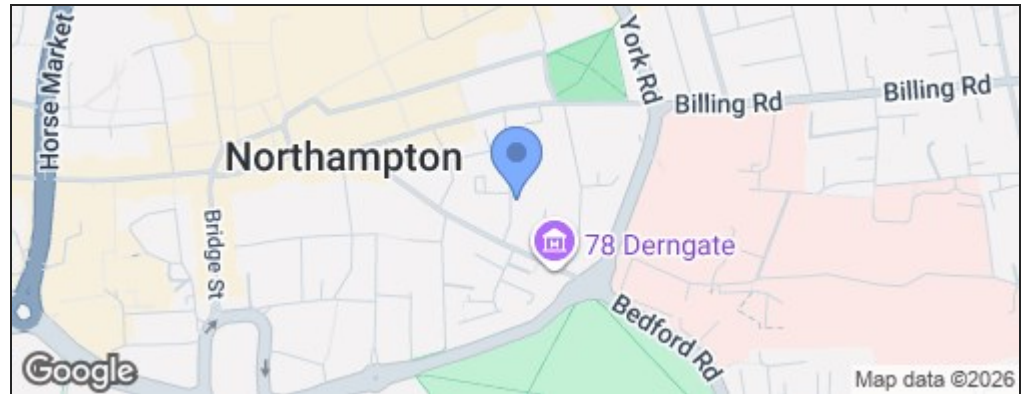 Horse Market
York Rd
Billing Rd
Billing Rd
Northampton
Bridge St
78 Derngate
Bedford Rd
Google
Map data ©2026